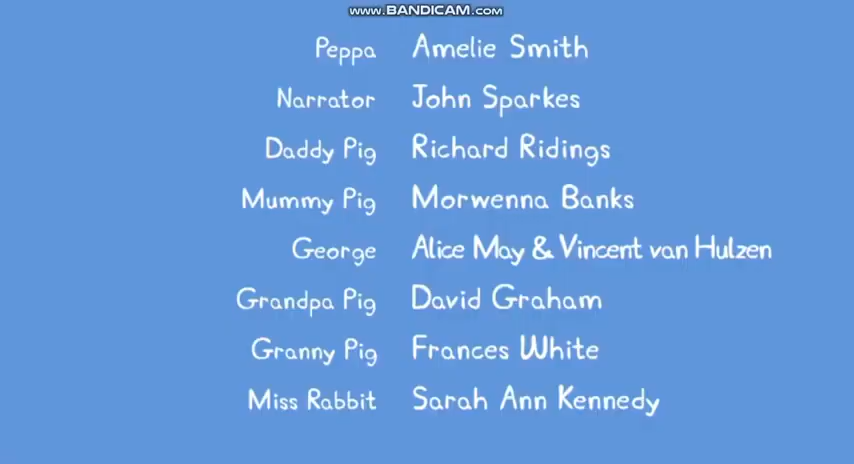 WWW.BANDICAM.COM
Peppa Amelie Smith
Narrator John Sparkes
Daddy Pig Richard Ridings
Mummy Pig Morwenna Banks
George Alice May & Vincent van Hulzen
Grandpa Pig David Graham
Granny Pig Frances White
Miss Rabbit Sarah Ann Kennedy